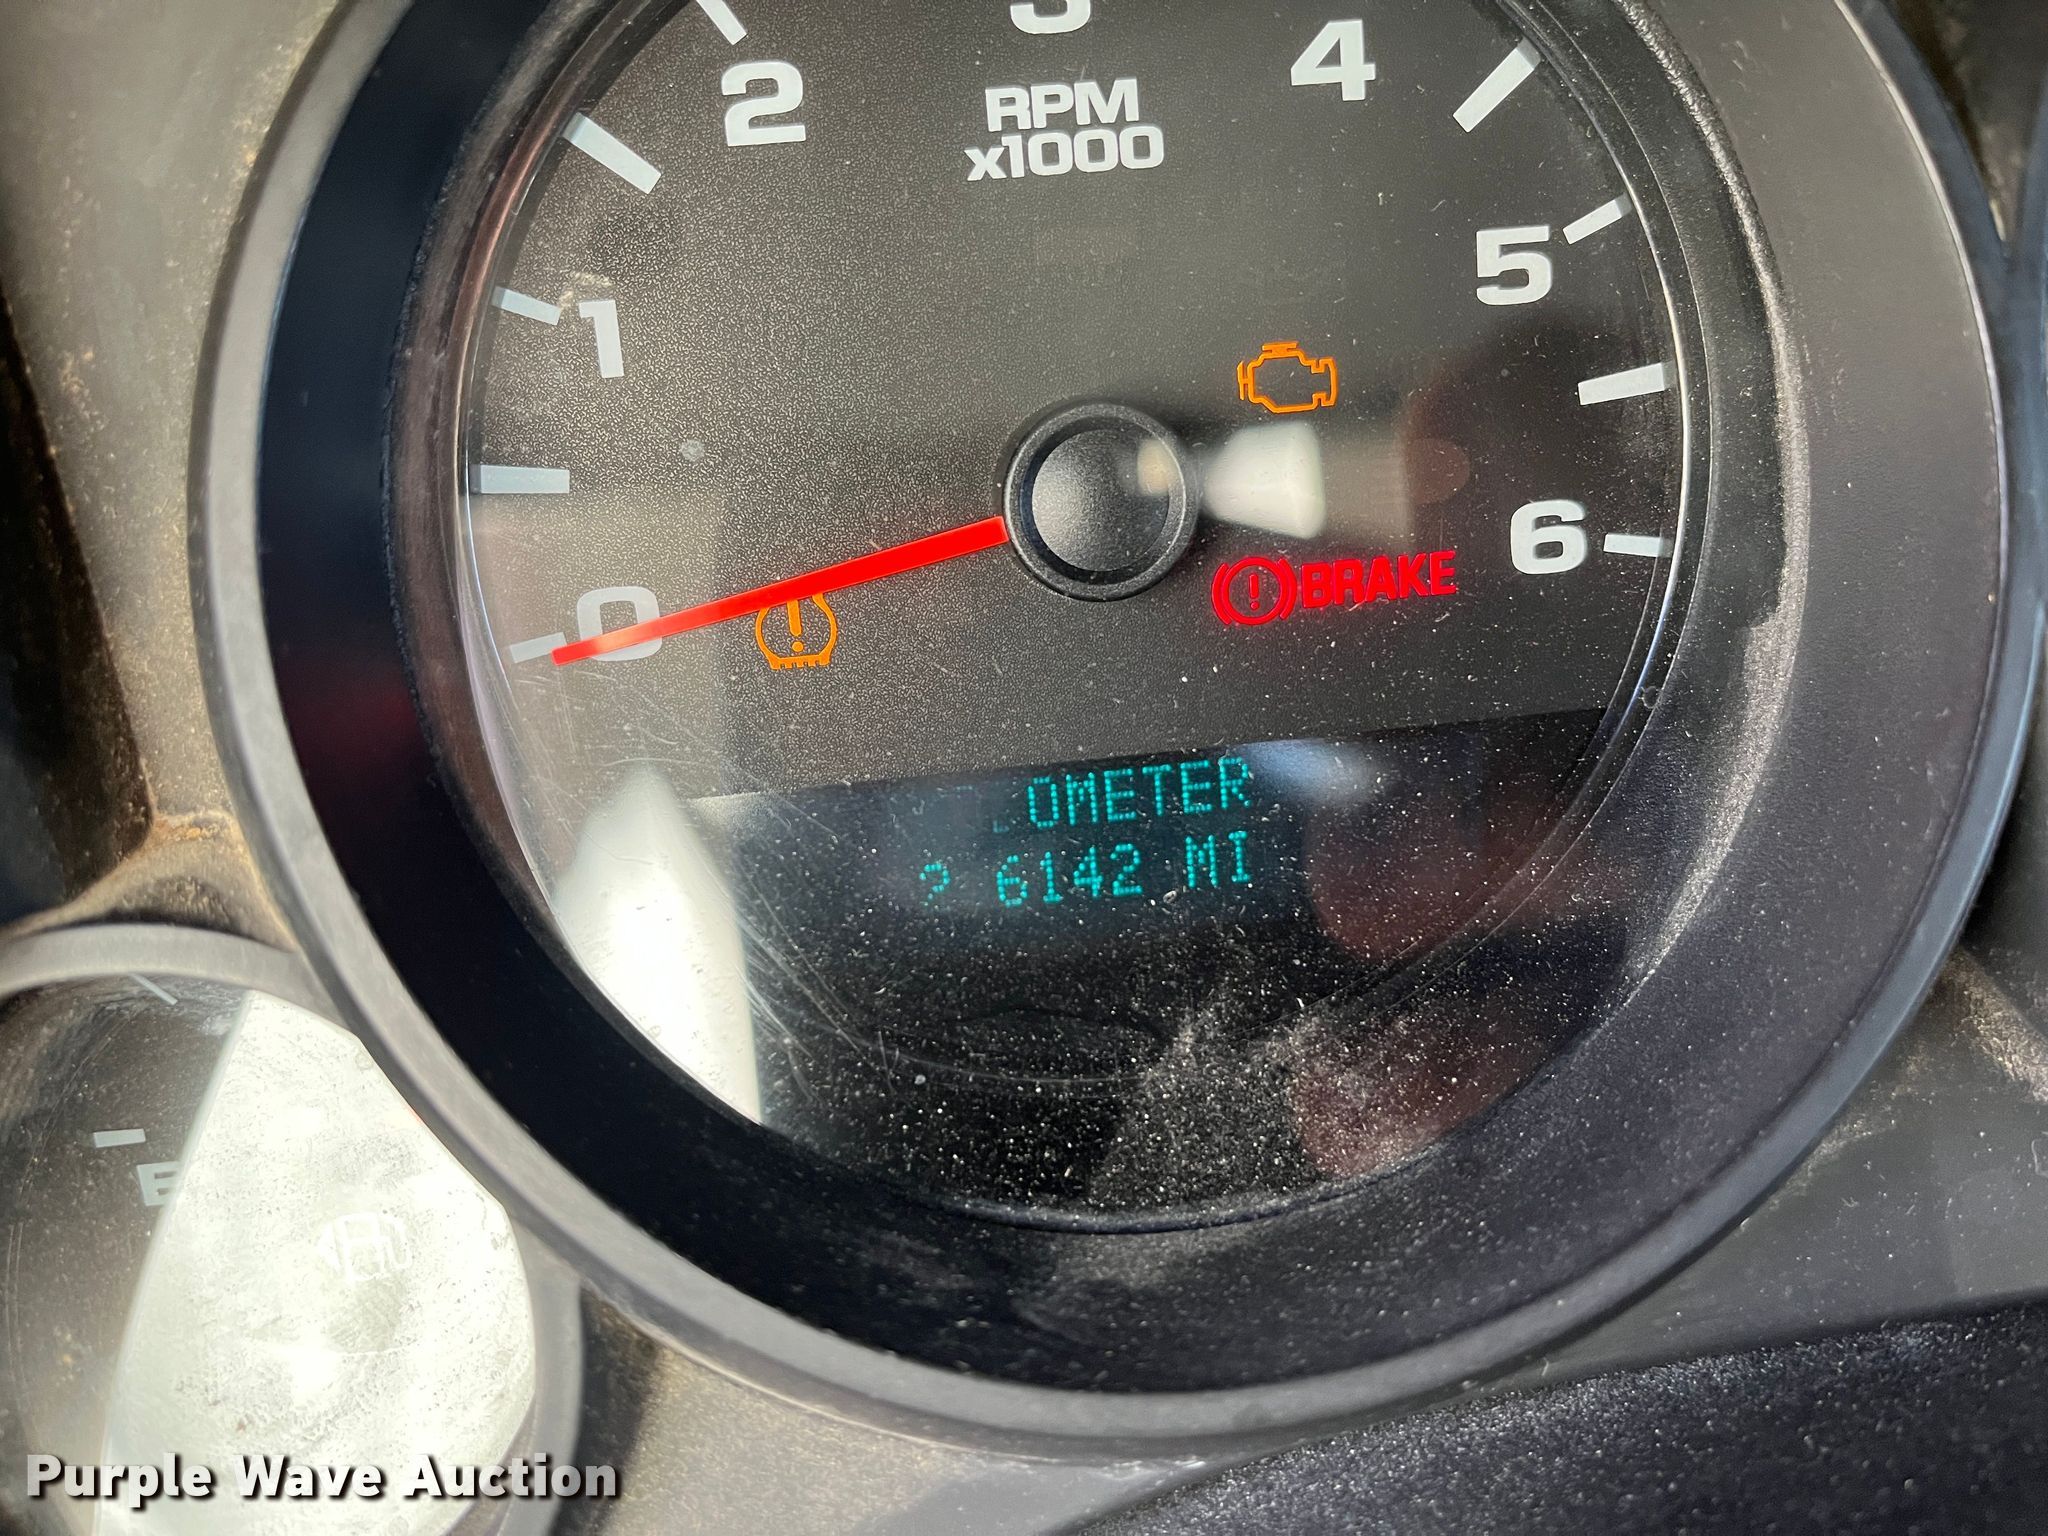 2
3
4
RPM
x1000
1
5
0
6
BRAKE
OMETER
6142 MI
E
Purple Wave Auction